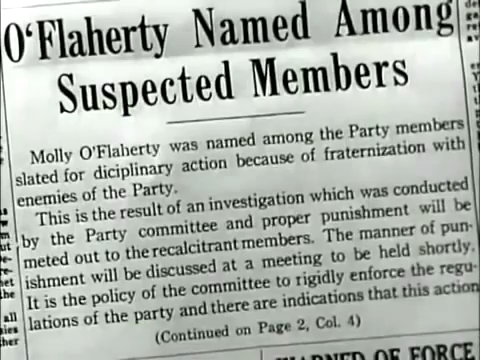 O'Flaherty Named Among
Suspected Members
Molly O'Flaherty was named among the Party members
slated for diciplinary action because of fraternization with
enemies of the Party.
This is the result of an investigation which was conducted
by the Party committee and proper punishment will be
meted out to the recalcitrant members. The manner of pun-
ishment will be discussed at a meeting to be held shortly.
It is the policy of the committee to rigidly enforce the regu-
lations of the party and there are indications that this action
(Continued on Page 2, Col. 4)
OF FORCE